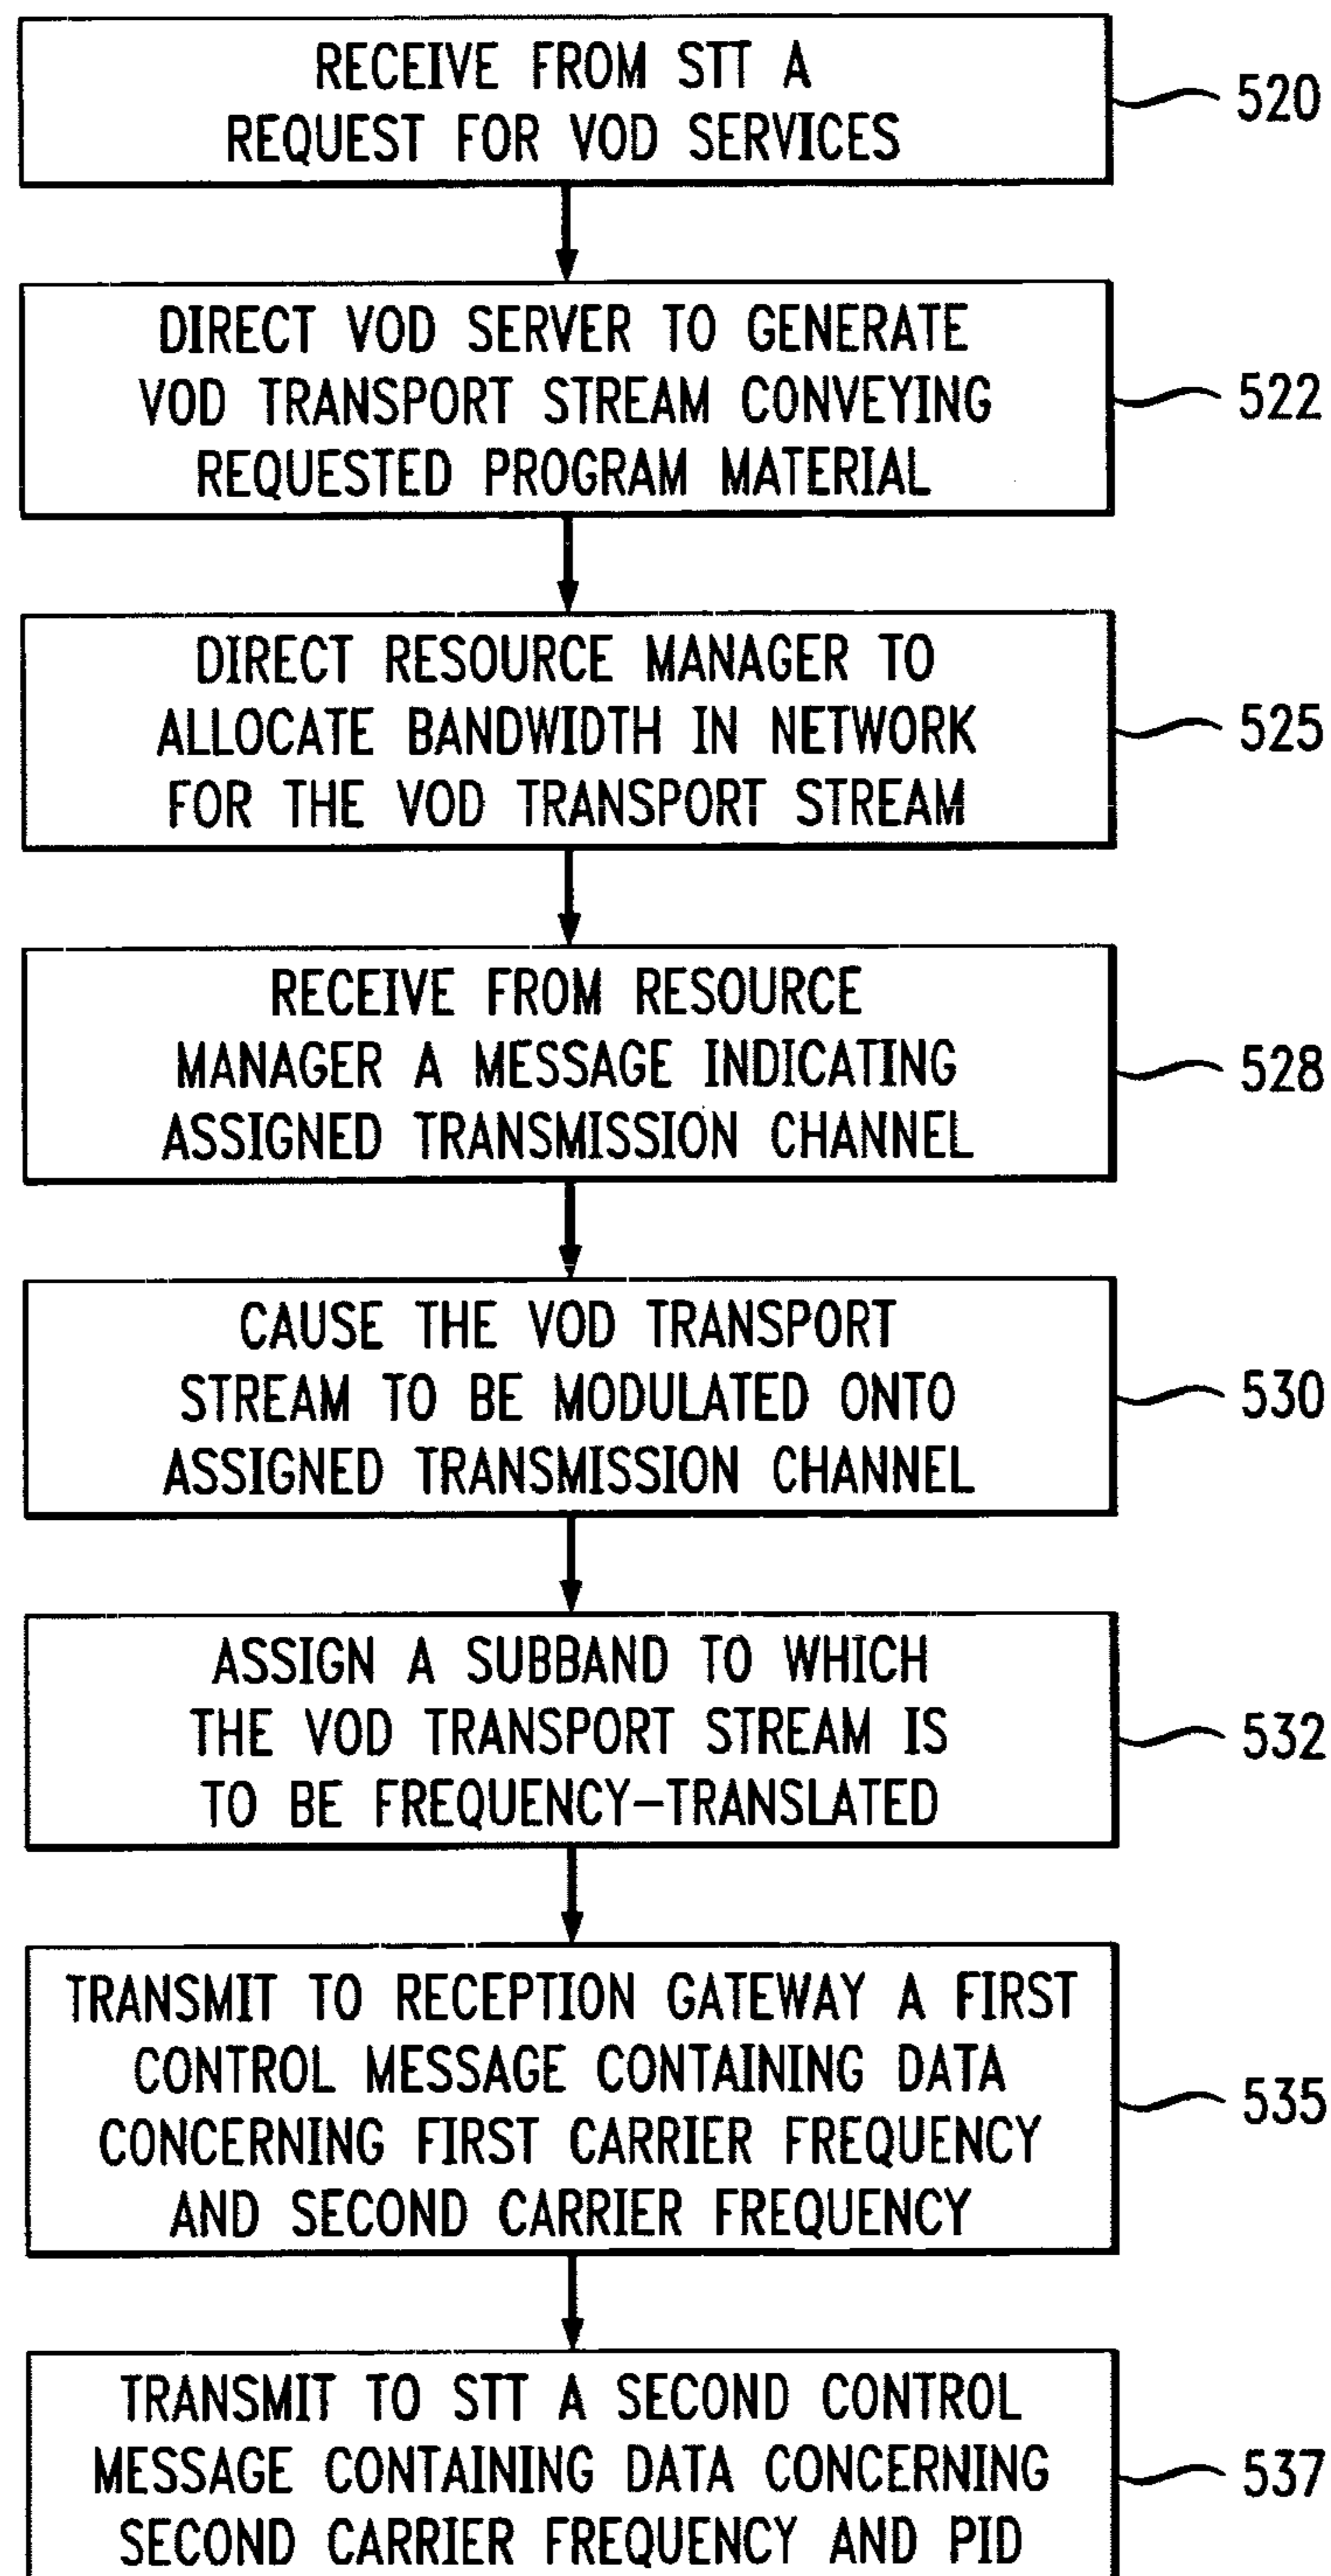 RECEIVE FROM STT A
REQUEST FOR VOD SERVICES
520
DIRECT VOD SERVER TO GENERATE
VOD TRANSPORT STREAM CONVEYING
REQUESTED PROGRAM MATERIAL
522
DIRECT RESOURCE MANAGER TO
ALLOCATE BANDWIDTH IN NETWORK
FOR THE VOD TRANSPORT STREAM
525
RECEIVE FROM RESOURCE
MANAGER A MESSAGE INDICATING
ASSIGNED TRANSMISSION CHANNEL
528
CAUSE THE VOD TRANSPORT
STREAM TO BE MODULATED ONTO
ASSIGNED TRANSMISSION CHANNEL
530
ASSIGN A SUBBAND TO WHICH
THE VOD TRANSPORT STREAM IS
TO BE FREQUENCY-TRANSLATED
532
TRANSMIT TO RECEPTION GATEWAY A FIRST
CONTROL MESSAGE CONTAINING DATA
CONCERNING FIRST CARRIER FREQUENCY
AND SECOND CARRIER FREQUENCY
535
TRANSMIT TO STT A SECOND CONTROL
MESSAGE CONTAINING DATA CONCERNING
SECOND CARRIER FREQUENCY AND PID
537